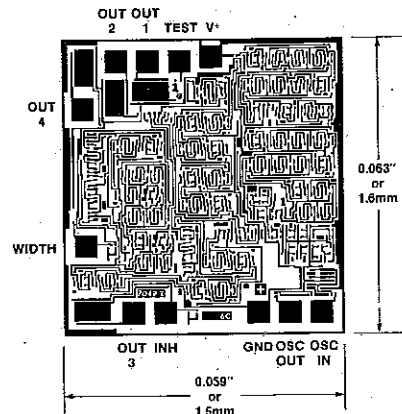 OUT OUT
2 1 TEST V+
OUT
4
0.063"
or
1.6mm
WIDTH
OUT INH GND OSC OSC
3 OUT IN
0.059"
or
1.5mm